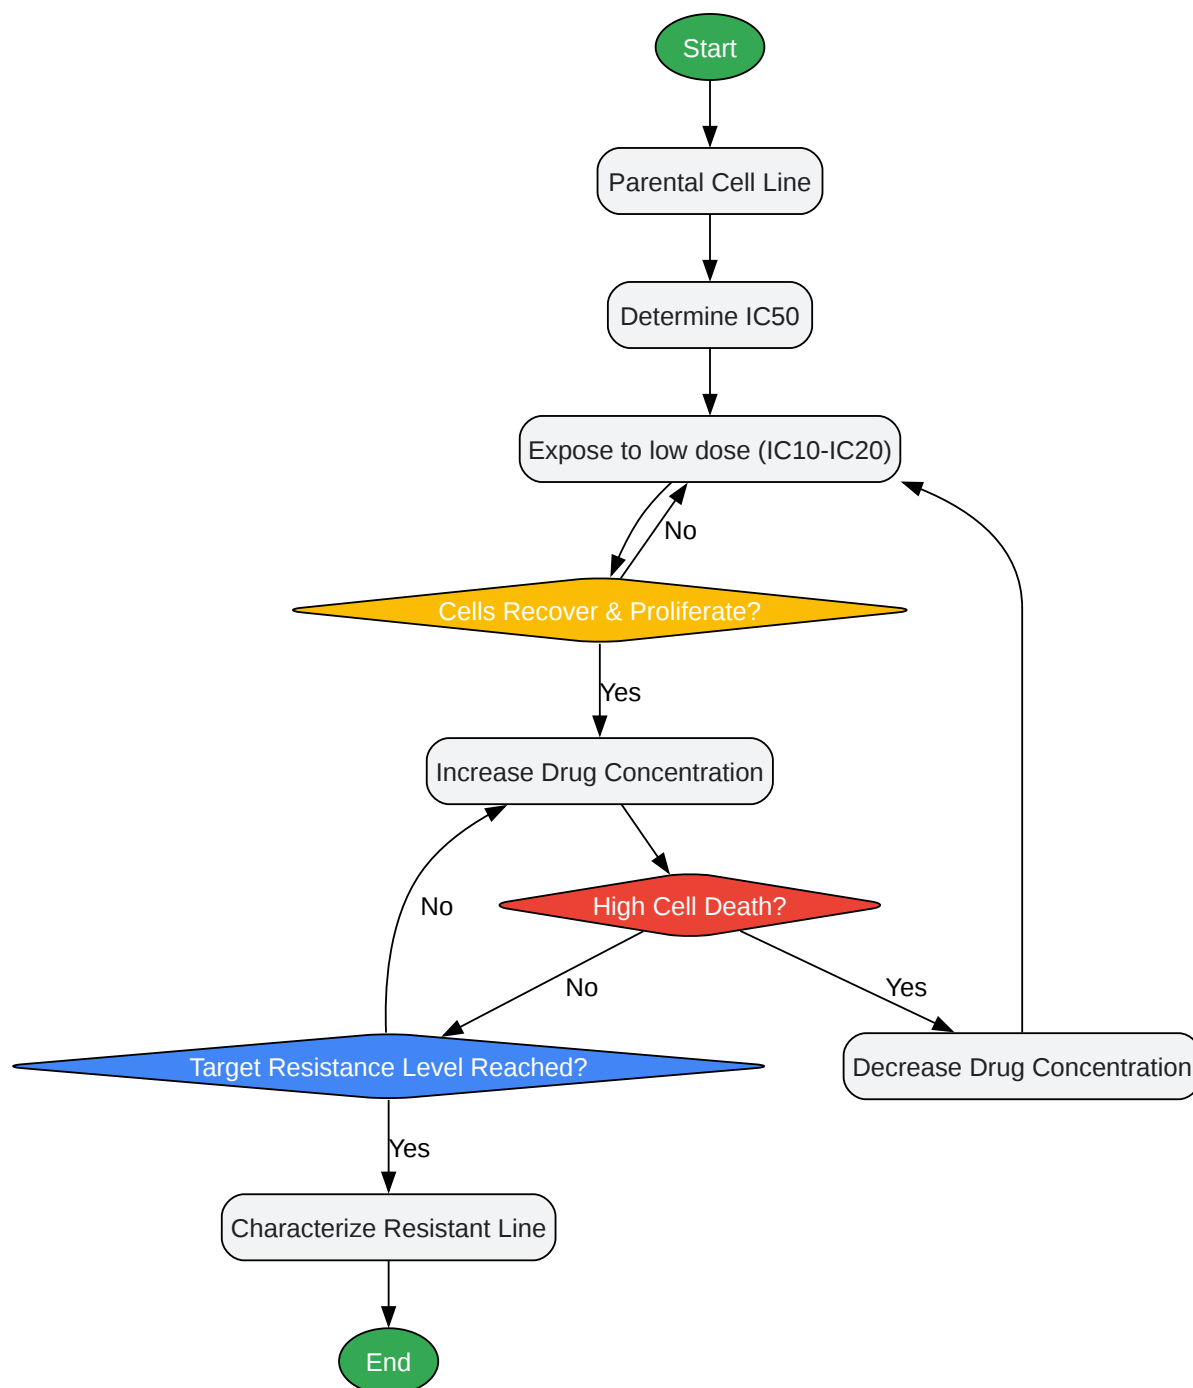 Start
Parental Cell Line
Determine IC50
Expose to low dose (IC10-IC20)
No
Cells Recover & Proliferate?
Yes
Increase Drug Concentration
No
High Cell Death?
No
Yes
Target Resistance Level Reached?
Decrease Drug Concentration
Yes
Characterize Resistant Line
End